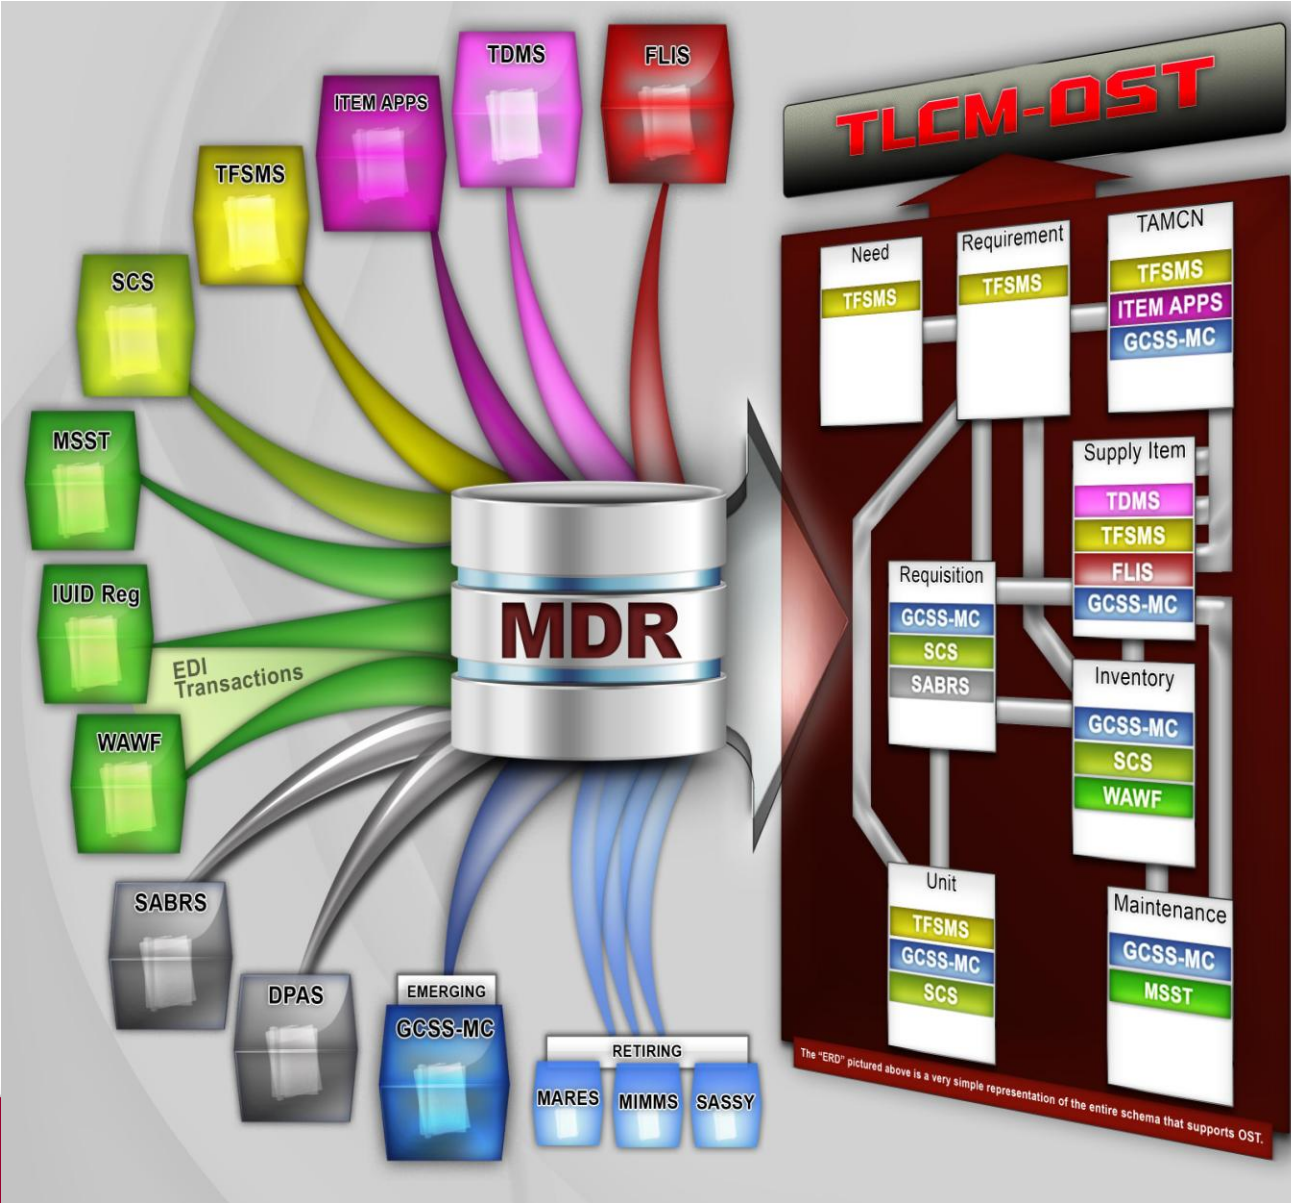 TDMS
FLIS
ITEM APPS
TFSMS
SCS
MSST
IUID Reg
EDI
Transactions
WAWF
SABRS
DPAS
EMERGING
GCSS-MC
RETIRING
MARES
MIMMS
SASSY
MDR
TLCM-OST
Need
TFSMS
Requirement
TFSMS
TAMCN
TFSMS
ITEM APPS
GCSS-MC
Supply Item
TDMS
TFSMS
FLIS
GCSS-MC
Requisition
GCSS-MC
SCS
SABRS
Inventory
GCSS-MC
SCS
WAWF
Unit
TFSMS
GCSS-MC
SCS
Maintenance
GCSS-MC
MSST
The “ERD” pictured above is a very simple representation of the entire schema that supports OST.